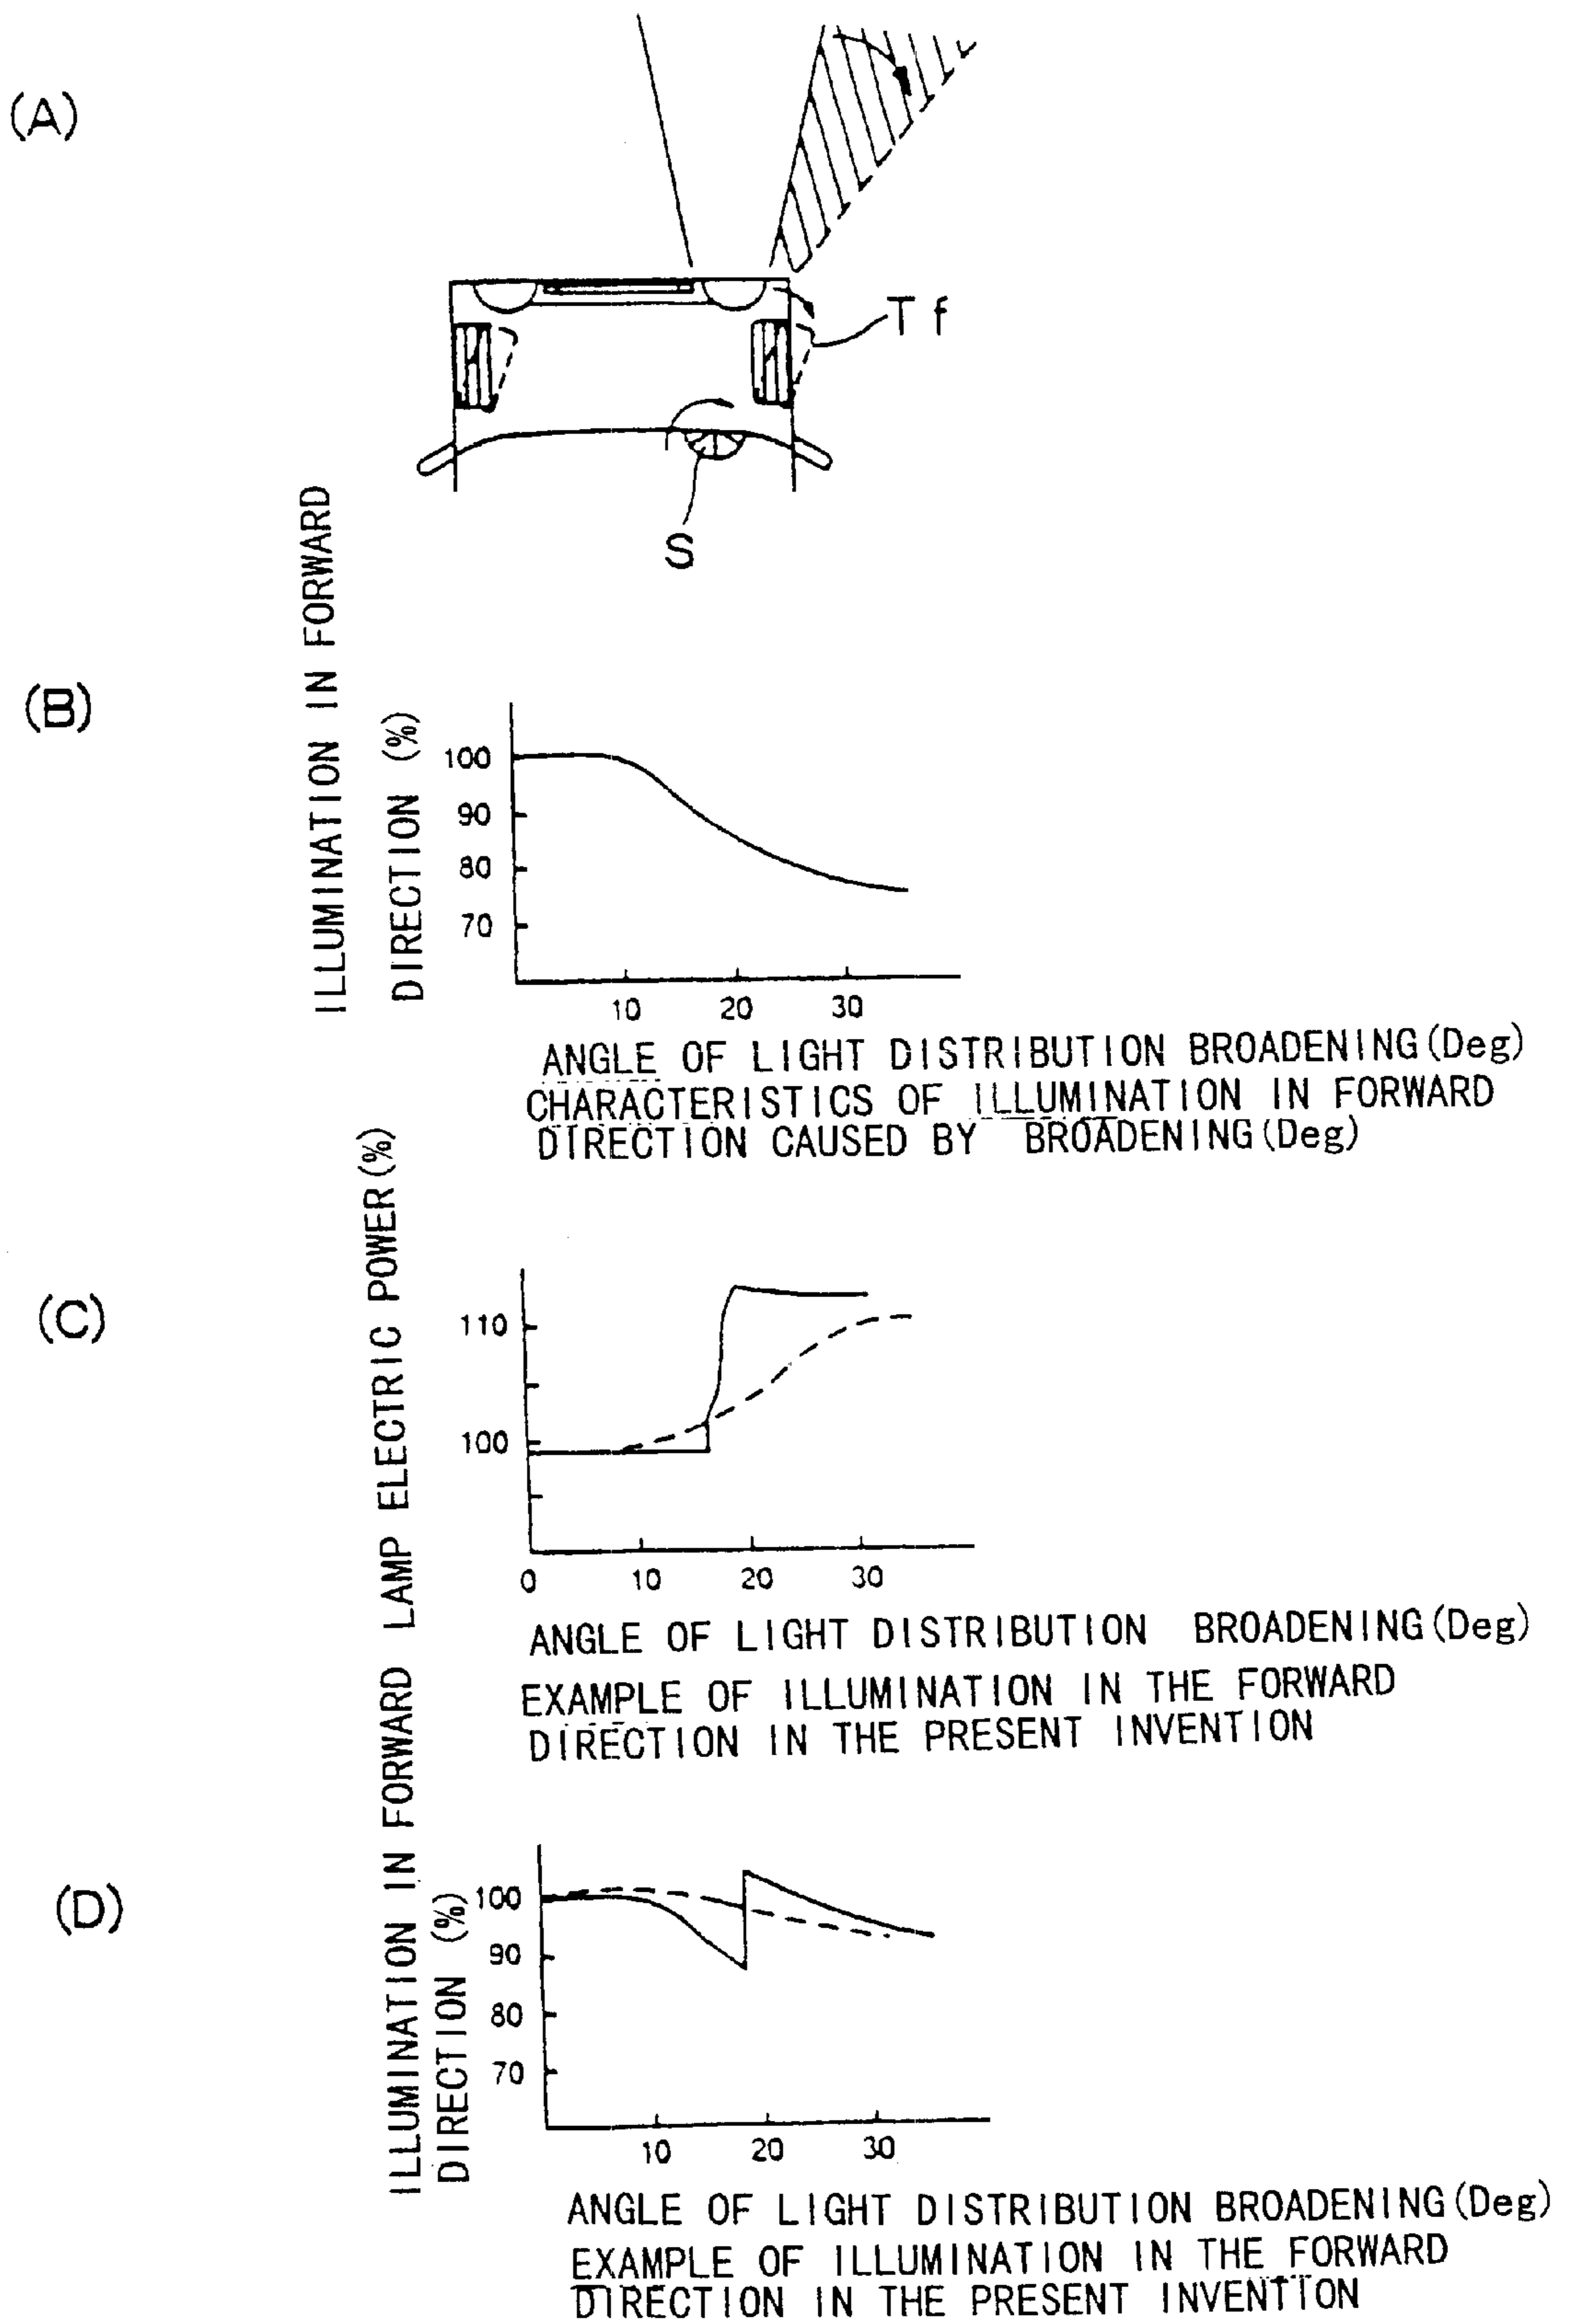 (A)
T f
S
(B)
ILLUMINATION IN FORWARD
DIRECTION (%)
100
90
80
70
10 20 30
ANGLE OF LIGHT DISTRIBUTION BROADENING(Deg)
CHARACTERISTICS OF ILLUMINATION IN FORWARD
DIRECTION CAUSED BY BROADENING(Deg)
(C)
LAMP ELECTRIC POWER(%)
110
100
0 10 20 30
ANGLE OF LIGHT DISTRIBUTION BROADENING(Deg)
EXAMPLE OF ILLUMINATION IN THE FORWARD
DIRECTION IN THE PRESENT INVENTION
(D)
ILLUMINATION IN FORWARD
DIRECTION (%)
100
90
80
70
10 20 30
ANGLE OF LIGHT DISTRIBUTION BROADENING(Deg)
EXAMPLE OF ILLUMINATION IN THE FORWARD
DIRECTION IN THE PRESENT INVENTION